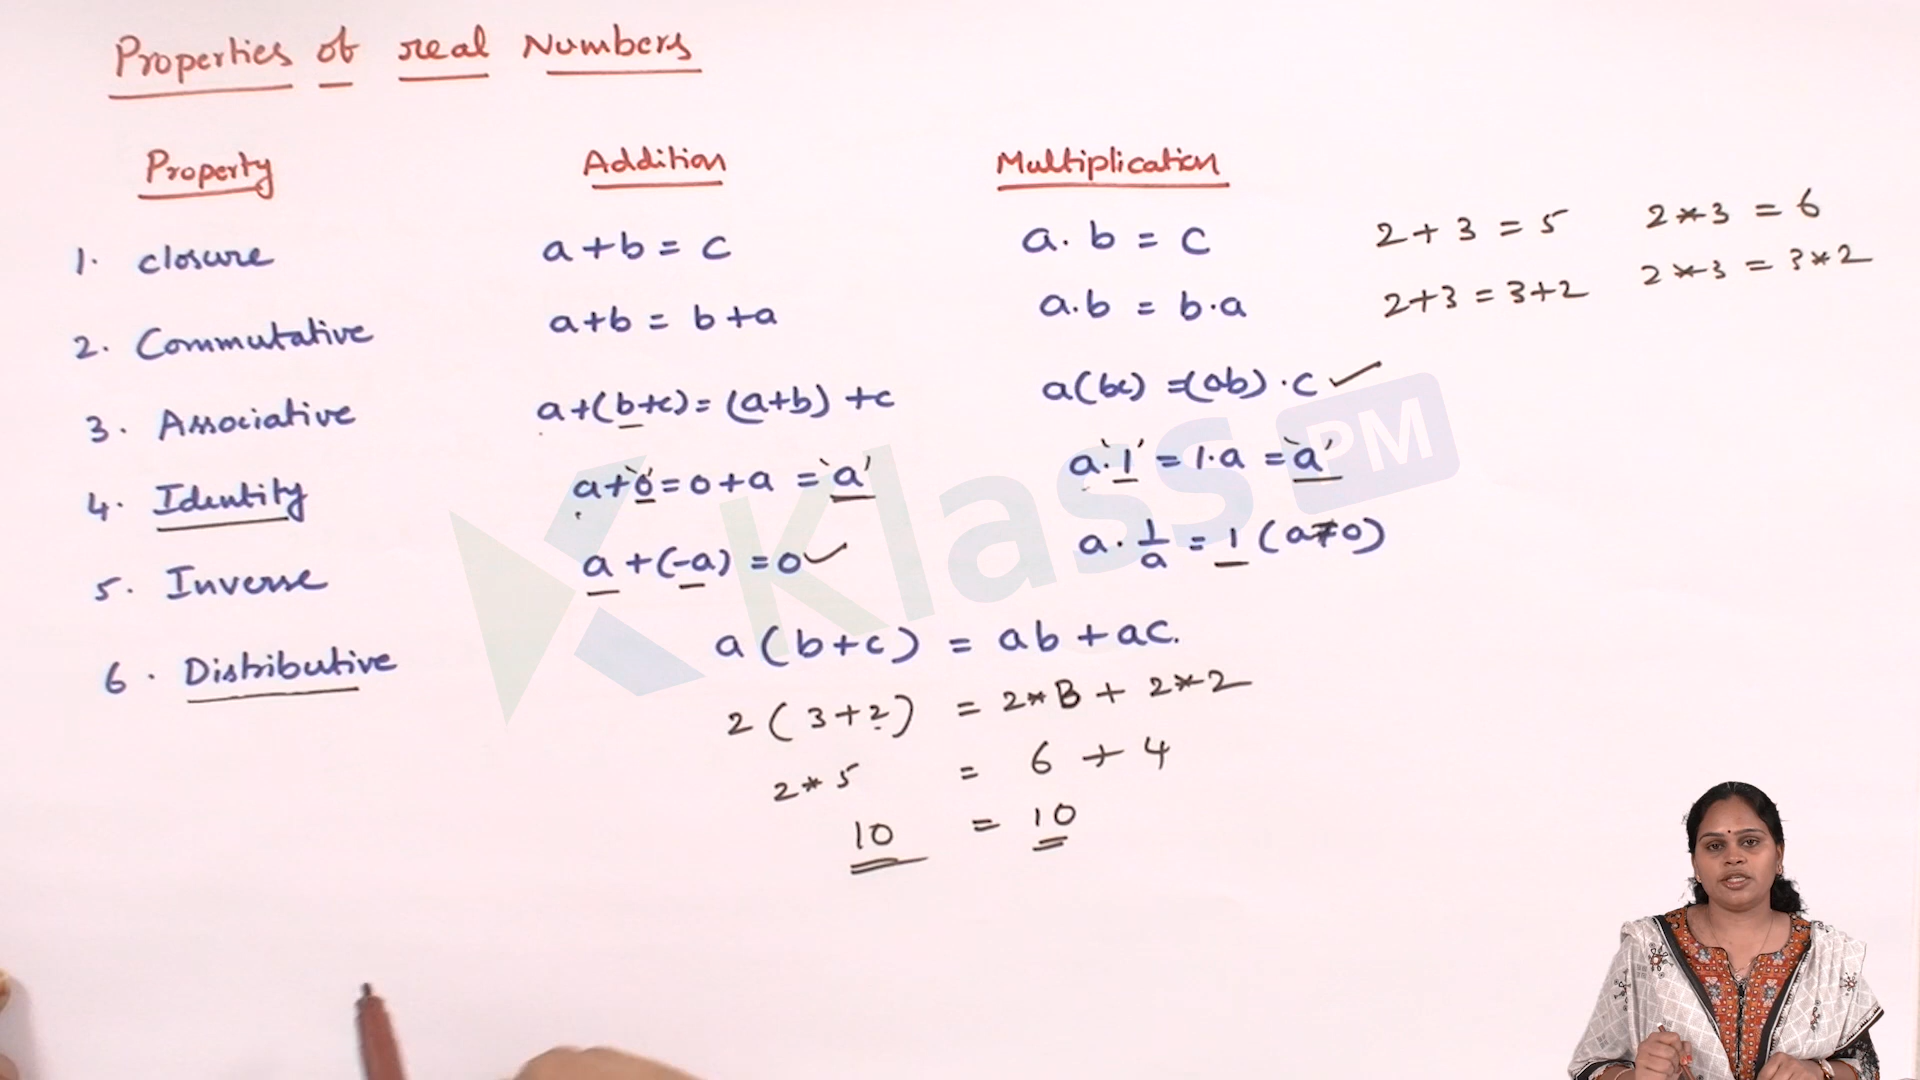 Properties of real Numbers
Property Addition Multiplication
1. closure a+b = c a. b = c 2+3 = 5 2*3 = 6
2. Commutative a+b = b+a a.b = b.a 2+3 = 3+2 2*3 = 3*2
3. Associative a+(b+c) = (a+b)+c a(bc) = (ab).c ✓
4. Identity a+'0' = 0+a = 'a' a.'1' = 1.a = 'a'
5. Inverse a+(-a) = 0 ✓ a. 1/a = 1 (a≠0)
6. Distributive a(b+c) = ab+ac.
2(3+2) = 2*3 + 2*2
2*5 = 6 + 4
10 = 10
Klass PM